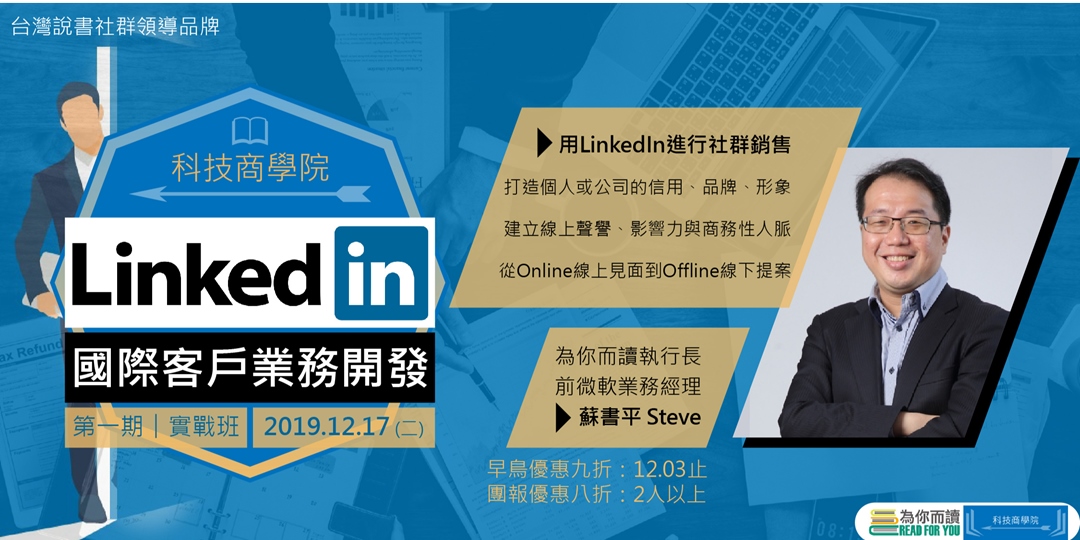 台灣說書社群領導品牌
科技商學院
Linked in
國際客戶業務開發
第一期｜實戰班
2019.12.17 (二)
用LinkedIn進行社群銷售
打造個人或公司的信用、品牌、形象
建立線上聲譽、影響力與商務性人脈
從Online線上見面到Offline線下提案
為你而讀執行長
前微軟業務經理
蘇書平 Steve
早鳥優惠九折：12.03止
團報優惠八折：2人以上
為你而讀
READ FOR YOU
科技商學院
ax Refund